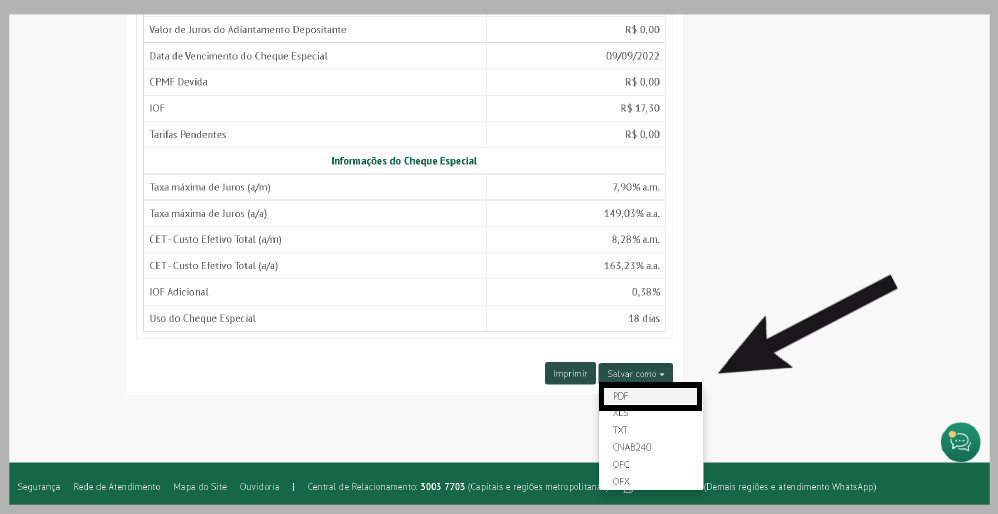 Valor de Juros do Adiantamento Depositante R$ 0,00
Data de Vencimento do Cheque Especial 09/09/2022
CPMF Devida R$ 0,00
IOF R$ 17,30
Tarifas Pendentes R$ 0,00
Informações do Cheque Especial
Taxa máxima de Juros (a/m) 7,90% a.m.
Taxa máxima de Juros (a/a) 149,03% a.a.
CET - Custo Efetivo Total (a/m) 8,28% a.m.
CET - Custo Efetivo Total (a/a) 163,23% a.a.
IOF Adicional 0,38%
Uso do Cheque Especial 18 dias
Imprimir Salvar como
PDF
XLS
TXT
CNAB240
OFC
OFX
Segurança Rede de Atendimento Mapa do Site Ouvidoria | Central de Relacionamento: 3003 7703 (Capitais e regiões metropolitanas (Demais regiões e atendimento WhatsApp)